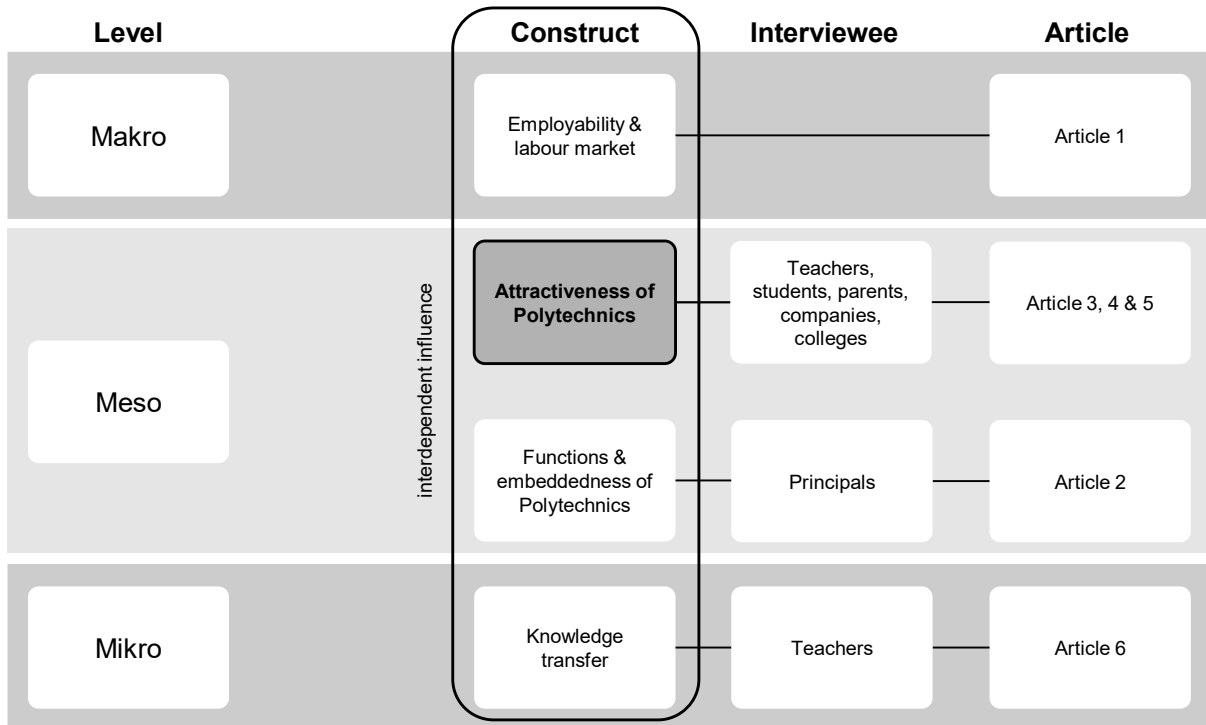 Level
Construct
Interviewee
Article
Makro
Employability &
labour market
Article 1
interdependent influence
Meso
Attractiveness of
Polytechnics
Teachers,
students, parents,
companies,
colleges
Article 3, 4 & 5
Functions &
embeddedness of
Polytechnics
Principals
Article 2
Mikro
Knowledge
transfer
Teachers
Article 6